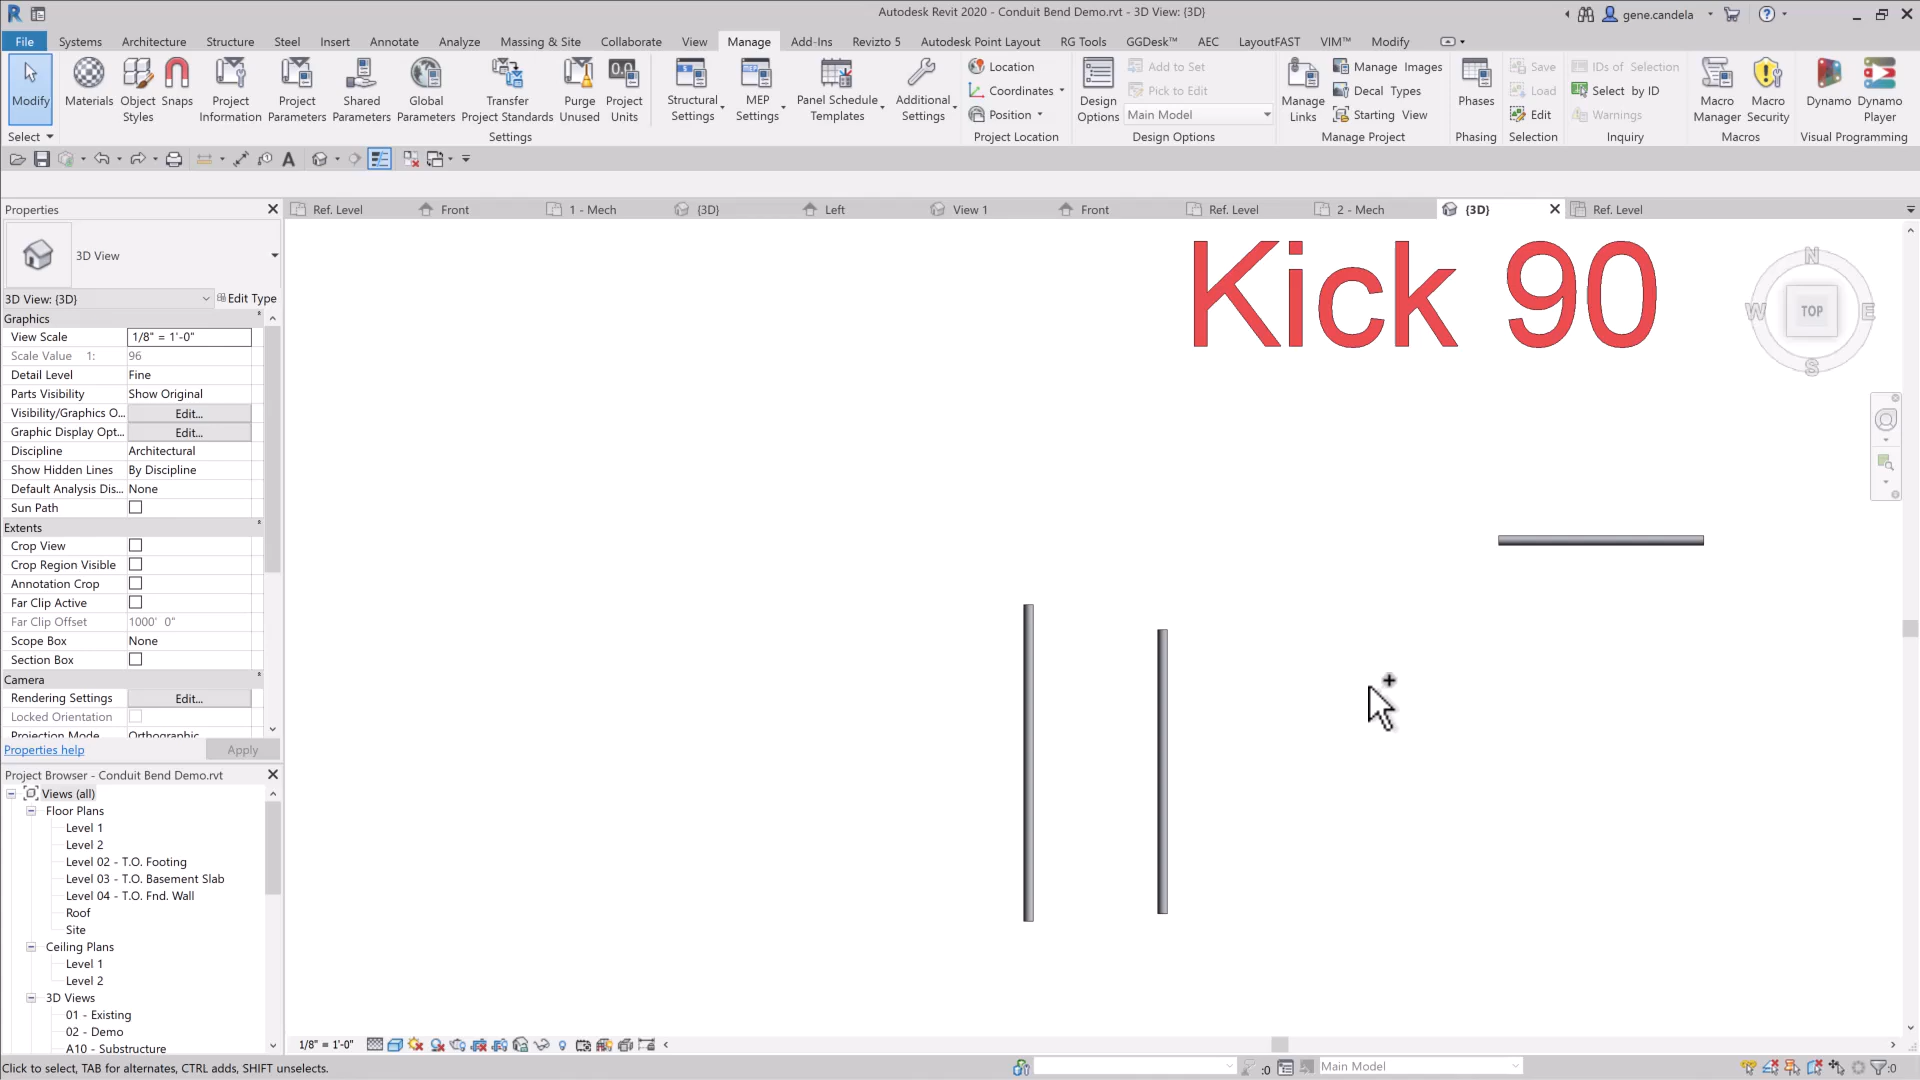 Autodesk Revit 2020 - Conduit Bend Demo.rvt - 3D View: {3D}
gene.candela
File Systems Architecture Structure Steel Insert Annotate Analyze Massing & Site Collaborate View Manage Add-Ins Revizto 5 Autodesk Point Layout RG Tools GGDesk™ AEC LayoutFAST VIM™ Modify
Modify
Materials
Object Styles
Snaps
Project Information
Project Parameters
Shared Parameters
Global Parameters
Transfer Project Standards
Purge Unused
Project Units
Structural Settings
MEP Settings
Panel Schedule Templates
Additional Settings
Location
Coordinates
Position
Design Options
Add to Set
Pick to Edit
Main Model
Manage Links
Manage Images
Decal Types
Starting View
Phases
Save
Load
Edit
IDs of Selection
Select by ID
Warnings
Macro Manager
Macro Security
Dynamo
Dynamo Player
Select
Settings
Project Location
Design Options
Manage Project
Phasing
Selection
Inquiry
Macros
Visual Programming
Properties
Ref. Level Front 1 - Mech {3D} Left View 1 Front Ref. Level 2 - Mech {3D} Ref. Level
3D View
3D View: {3D} Edit Type
Graphics
View Scale 1/8" = 1'-0"
Scale Value 1: 96
Detail Level Fine
Parts Visibility Show Original
Visibility/Graphics O... Edit...
Graphic Display Opt... Edit...
Discipline Architectural
Show Hidden Lines By Discipline
Default Analysis Dis... None
Sun Path
Extents
Crop View
Crop Region Visible
Annotation Crop
Far Clip Active
Far Clip Offset 1000' 0"
Scope Box None
Section Box
Camera
Rendering Settings Edit...
Locked Orientation
Projection Mode Orthographic
Properties help Apply
Project Browser - Conduit Bend Demo.rvt
Views (all)
Floor Plans
Level 1
Level 2
Level 02 - T.O. Footing
Level 03 - T.O. Basement Slab
Level 04 - T.O. Fnd. Wall
Roof
Site
Ceiling Plans
Level 1
Level 2
3D Views
01 - Existing
02 - Demo
A10 - Substructure
Kick 90
N
W TOP E
S
1/8" = 1'-0"
Click to select, TAB for alternates, CTRL adds, SHIFT unselects.
:0
Main Model
:0